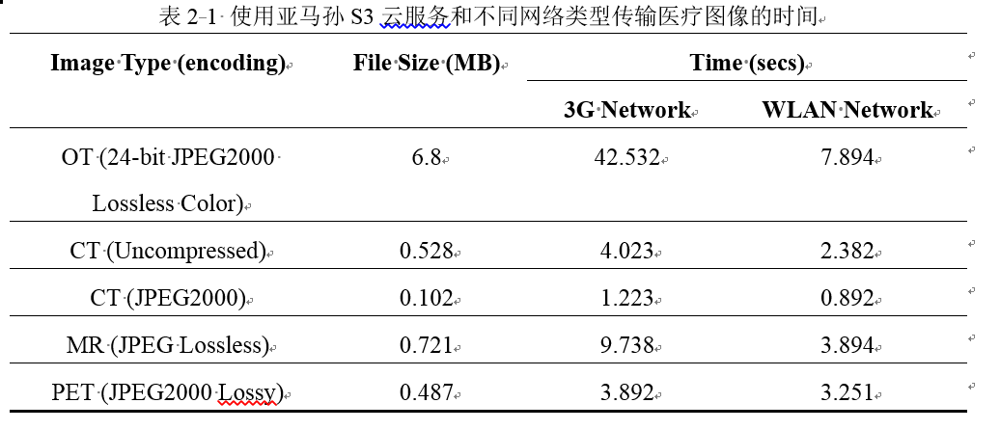 表 2-1 使用亚马孙 S3 云服务和不同网络类型传输医疗图像的时间
Image Type (encoding) File Size (MB) Time (secs)
3G Network WLAN Network
OT (24-bit JPEG2000 6.8 42.532 7.894
Lossless Color)
CT (Uncompressed) 0.528 4.023 2.382
CT (JPEG2000) 0.102 1.223 0.892
MR (JPEG Lossless) 0.721 9.738 3.894
PET (JPEG2000 Lossy) 0.487 3.892 3.251